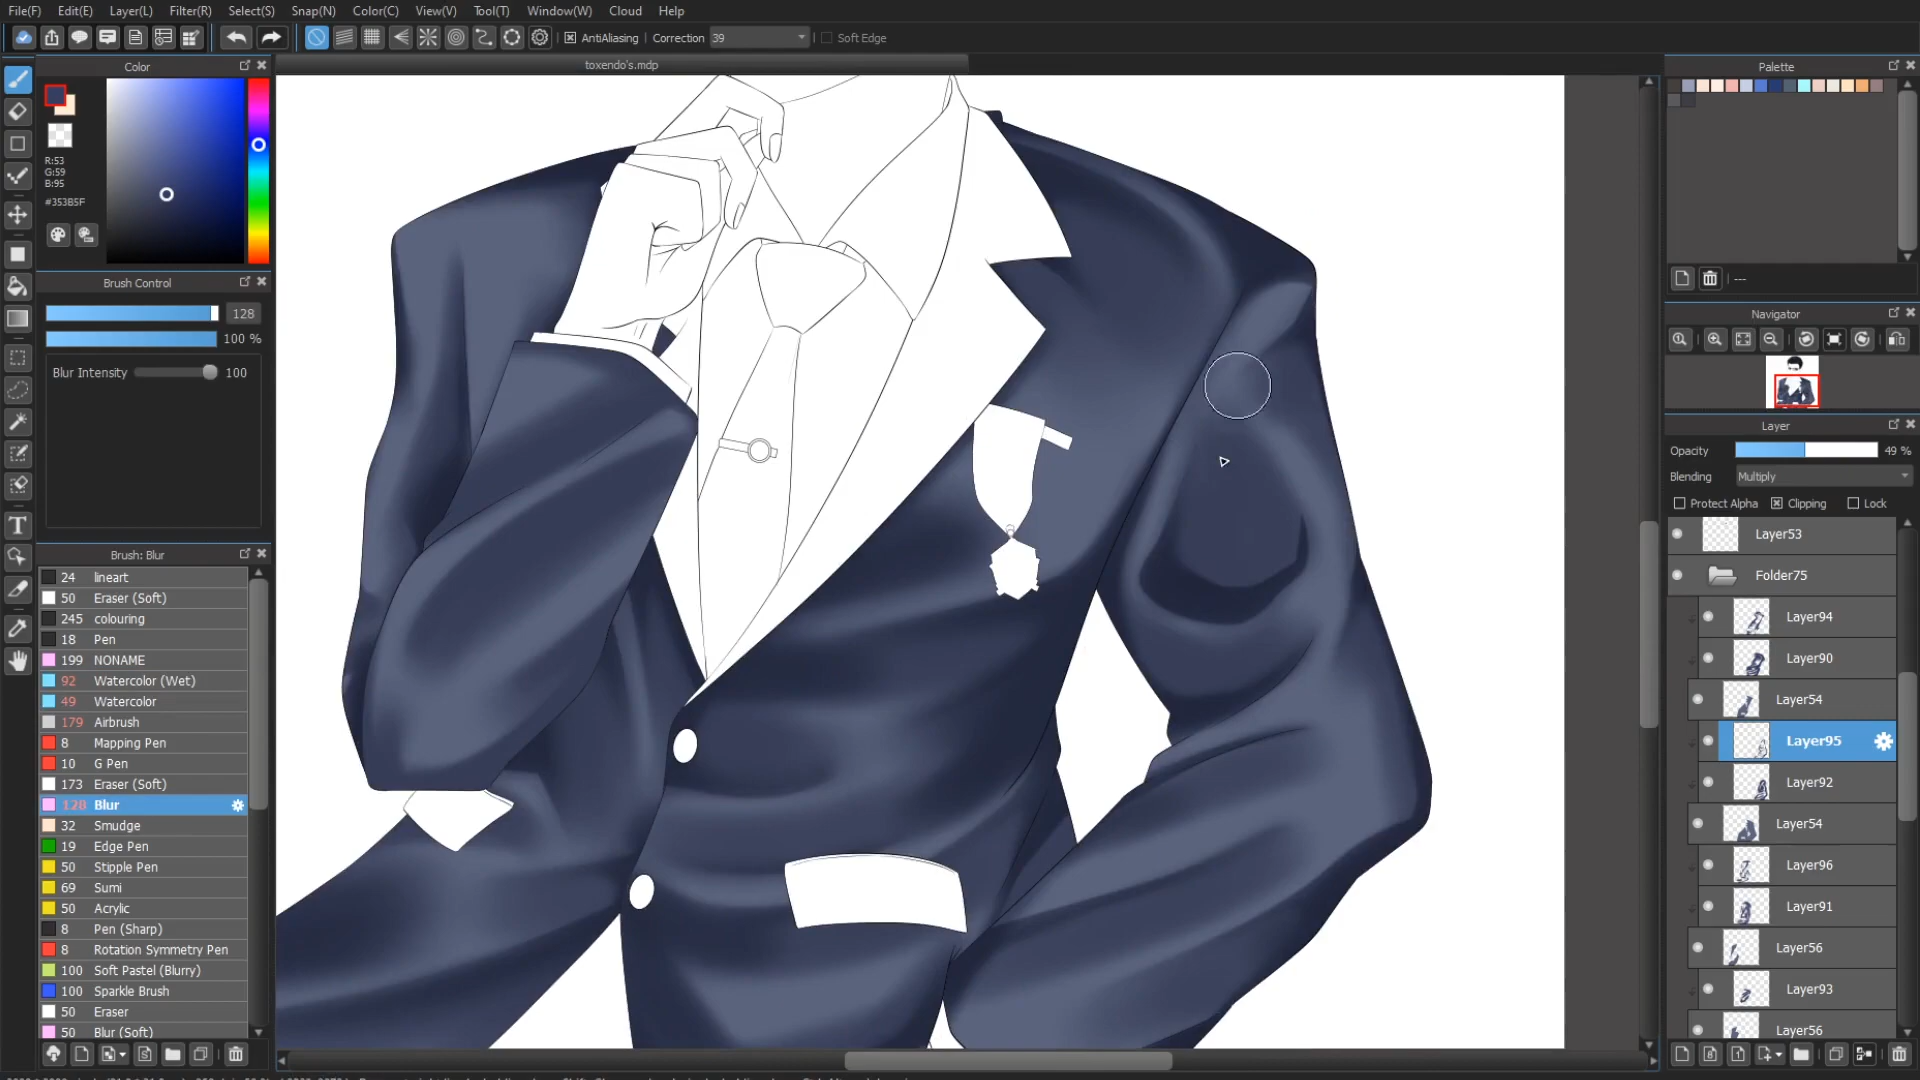 File(F) Edit(E) Layer(L) Filter(R) Select(S) Snap(N) Color(C) View(V) Tool(T) Window(W) Cloud Help
AntiAliasing Correction 39 Soft Edge
toxendo's.mdp
Color
R:53
G:59
B:95
#353B5F
Brush Control
128
100 %
Blur Intensity 100
Brush: Blur
24 lineart
50 Eraser (Soft)
245 colouring
18 Pen
199 NONAME
92 Watercolor (Wet)
49 Watercolor
179 Airbrush
8 Mapping Pen
10 G Pen
173 Eraser (Soft)
128 Blur
32 Smudge
19 Edge Pen
50 Stipple Pen
69 Sumi
50 Acrylic
8 Pen (Sharp)
8 Rotation Symmetry Pen
100 Soft Pastel (Blurry)
100 Sparkle Brush
50 Eraser
50 Blur (Soft)
Palette
---
Navigator
Layer
Opacity 49 %
Blending Multiply
Protect Alpha Clipping Lock
Layer53
Folder75
Layer94
Layer90
Layer54
Layer95
Layer92
Layer54
Layer96
Layer91
Layer56
Layer93
Layer56